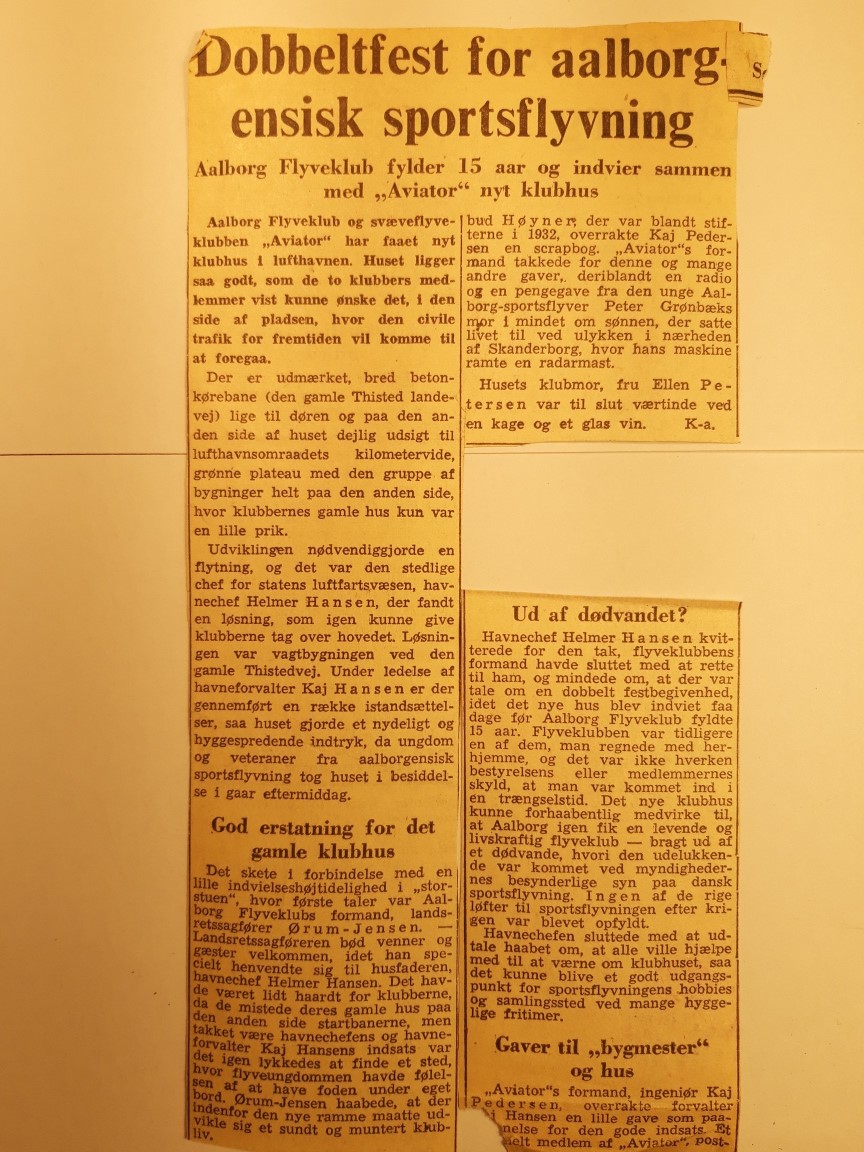 Dobbeltfest for aalborg-
ensisk sportsflyvning
Aalborg Flyveklub fylder 15 aar og indvier sammen
med „Aviator“ nyt klubhus
Aalborg Flyveklub og svæveflyve-
klubben „Aviator“ har faaet nyt
klubhus i lufthavnen. Huset ligger
saa godt, som de to klubbers med-
lemmer vist kunne ønske det, i den
side af pladsen, hvor den civile
trafik for fremtiden vil komme til
at foregaa.
Der er udmærket, bred beton-
kørebane (den gamle Thisted lande-
vej) lige til døren og paa den an-
den side af huset dejlig udsigt til
lufthavnsomraadets kilometervide,
grønne plateau med den gruppe af
bygninger helt paa den anden side,
hvor klubbernes gamle hus kun var
en lille prik.
Udviklingen nødvendiggjorde en
flytning, og det var den stedlige
chef for statens luftfartsvæsen, hav-
nechef Helmer Hansen, der fandt
en løsning, som igen kunne give
klubberne tag over hovedet. Løsnin-
gen var vagtbygningen ved den
gamle Thistedvej. Under ledelse af
havneforvalter Kaj Hansen er der
gennemført en række istandsættel-
ser, saa huset gjorde et nydeligt og
hyggespredende indtryk, da ungdom
og veteraner fra aalborgensisk
sportsflyvning tog huset i besiddel-
se i gaar eftermiddag.
God erstatning for det
gamle klubhus
Det skete i forbindelse med en
lille indvielseshøjtidelighed i „stor-
stuen“, hvor første taler var Aal-
borg Flyveklubs formand, lands-
retssagfører Ørum-Jensen. —
Landsretssagføreren bød venner og
gæster velkommen, idet han spe-
cielt henvendte sig til husfaderen,
havnechef Helmer Hansen. Det hav-
de været lidt haardt for klubberne,
da de mistede deres gamle hus paa
den anden side startbanerne, men
takket være havnechefens og havne-
forvalter Kaj Hansens indsats var
det igen lykkedes at finde et sted,
hvor flyveungdommen havde følel-
sen af at have foden under eget
bord. Ørum-Jensen haabede, at der
indenfor den nye ramme maatte ud-
vikle sig et sundt og muntert klub-
liv.
Ud af dødvandet?
Havnechef Helmer Hansen kvit-
terede for den tak, flyveklubbens
formand havde sluttet med at rette
til ham, og mindede om, at der var
tale om en dobbelt festbegivenhed,
idet det nye hus blev indviet faa
dage før Aalborg Flyveklub fyldte
15 aar. Flyveklubben var tidligere
en af dem, man regnede med her-
hjemme, og det var ikke hverken
bestyrelsens eller medlemmernes
skyld, at man var kommet ind i
en trængselstid. Det nye klubhus
kunne forhaabentlig medvirke til,
at Aalborg igen fik en levende og
livskraftig flyveklub — bragt ud af
et dødvande, hvori den udelukken-
de var kommet ved myndigheder-
nes besynderlige syn paa dansk
sportsflyvning. Ingen af de rige
løfter til sportsflyvningen efter kri-
gen var blevet opfyldt.
Havnechefen sluttede med at ud-
tale haabet om, at alle ville hjælpe
med til at værne om klubhuset, saa
det kunne blive et godt udgangs-
punkt for sportsflyvningens hobbies
og samlingssted ved mange hygge-
lige fritimer.
Gaver til „bygmester“
og hus
„Aviator“s formand, ingeniør Kaj
Pedersen, overrakte forvalter
Hansen en lille gave som paa-
nelse for den gode indsats. Et
elt medlem af „Aviator“, post-
bud Høyner, der var blandt stif-
terne i 1932, overrakte Kaj Peder-
sen en scrapbog. „Aviator“s for-
mand takkede for denne og mange
andre gaver, deriblandt en radio
og en pengegave fra den unge Aal-
borg-sportsflyver Peter Grønbæks
mor i mindet om sønnen, der satte
livet til ved ulykken i nærheden
af Skanderborg, hvor hans maskine
ramte en radarmast.
Husets klubmor, fru Ellen Pe-
tersen var til slut værtinde ved
en kage og et glas vin. K-a.